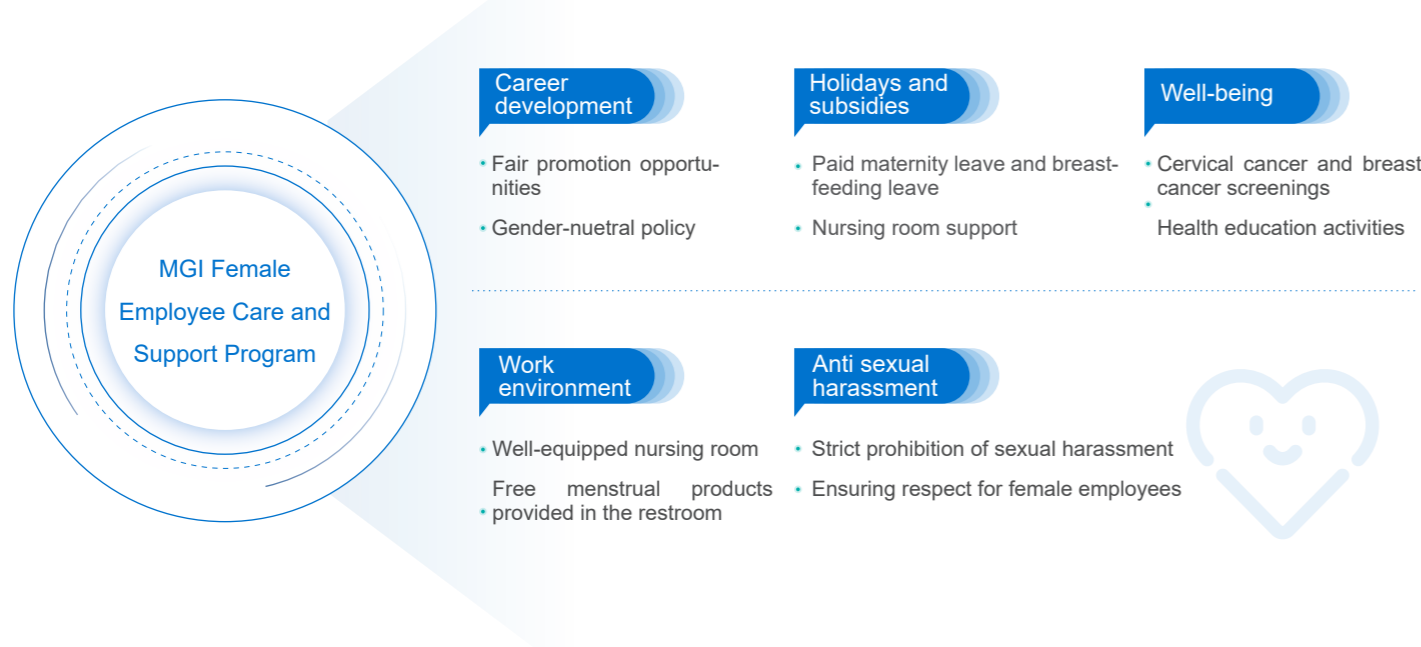 MGI Female
Employee Care and
Support Program
Career
development
• Fair promotion opportu-
nities
• Gender-nuetral policy
Holidays and
subsidies
• Paid maternity leave and breast-
feeding leave
• Nursing room support
Well-being
• Cervical cancer and breast
cancer screenings
• Health education activities
Work
environment
• Well-equipped nursing room
• Free menstrual products
provided in the restroom
Anti sexual
harassment
• Strict prohibition of sexual harassment
• Ensuring respect for female employees